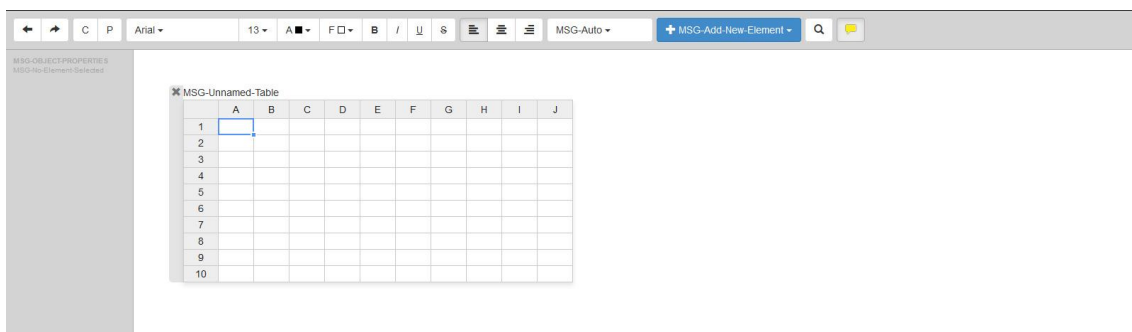 C P Arial 13 A F B I U S MSG-Auto MSG-Add-New-Element
MSG-OBJECT-PROPERTIES
MSG-No-Element-Selected
MSG-Unnamed-Table
A B C D E F G H I J
1
2
3
4
5
6
7
8
9
10